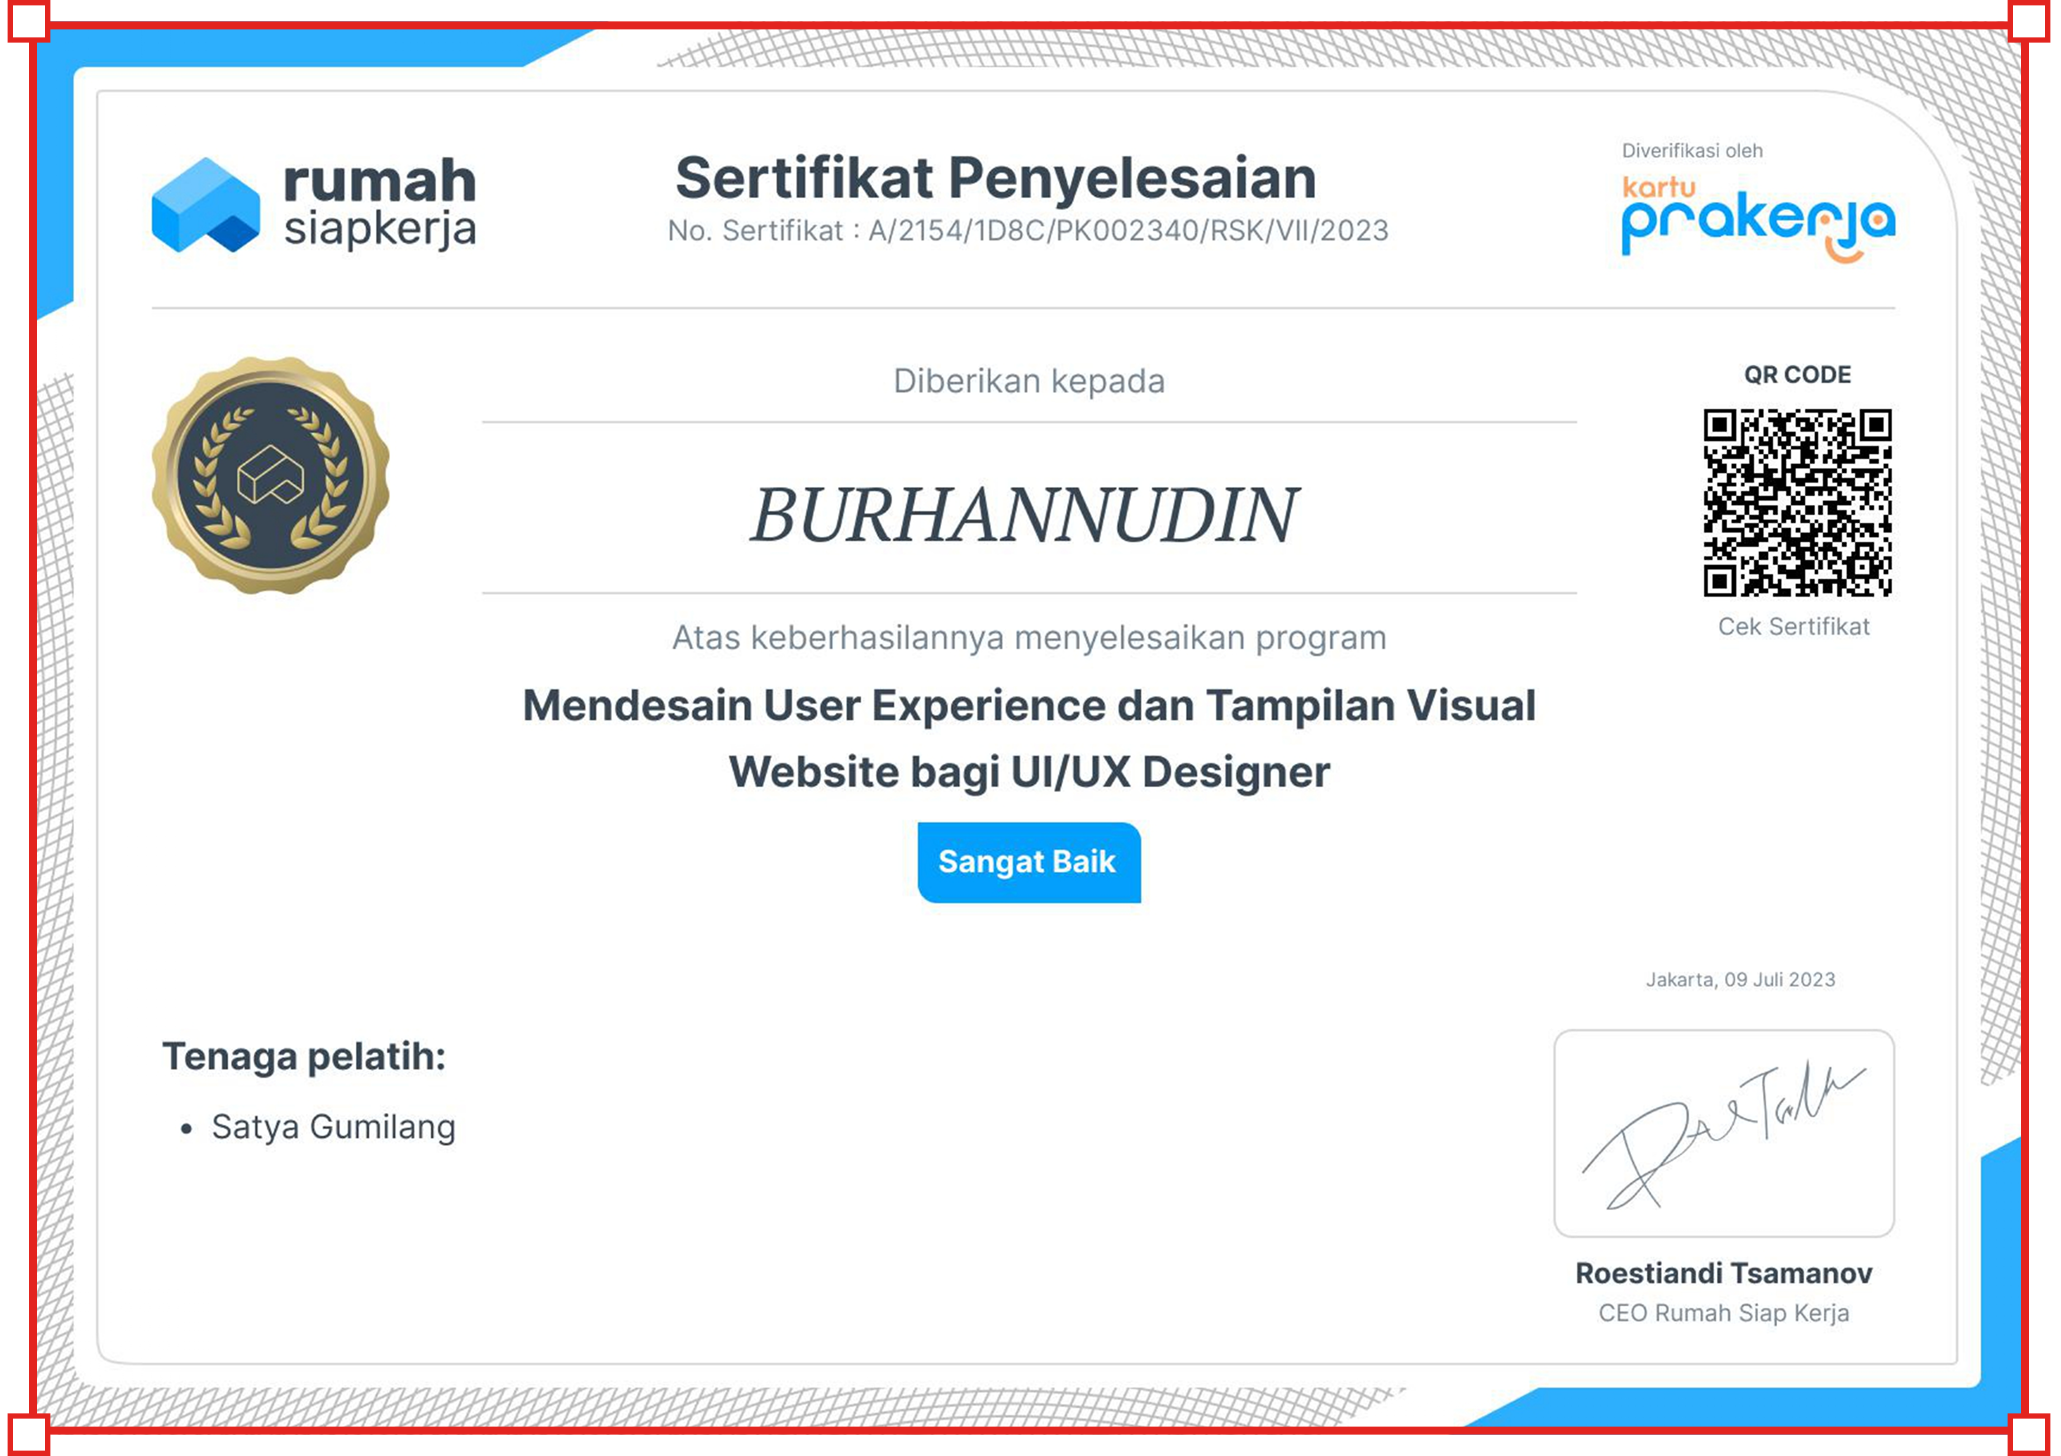 rumah
siapkerja
Sertifikat Penyelesaian
No. Sertifikat : A/2154/1D8C/PK002340/RSK/VII/2023
Diverifikasi oleh
kartu
prakerja
Diberikan kepada
BURHANNUDIN
QR CODE
Cek Sertifikat
Atas keberhasilannya menyelesaikan program
Mendesain User Experience dan Tampilan Visual
Website bagi UI/UX Designer
Sangat Baik
Jakarta, 09 Juli 2023
Tenaga pelatih:
• Satya Gumilang
Roestiandi Tsamanov
CEO Rumah Siap Kerja